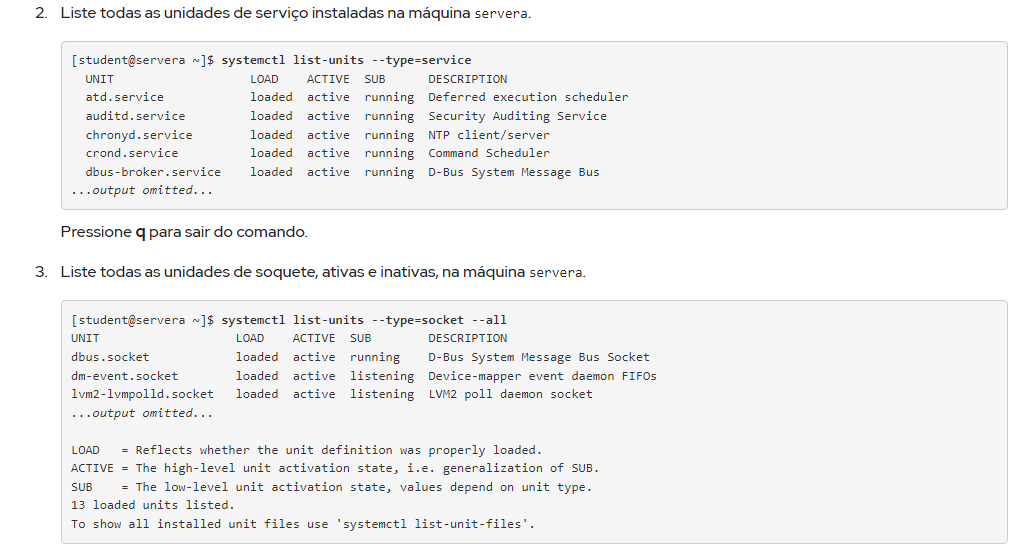 2. Liste todas as unidades de serviço instaladas na máquina servera.
[student@servera ~]$ systemctl list-units --type=service
UNIT LOAD ACTIVE SUB DESCRIPTION
atd.service loaded active running Deferred execution scheduler
auditd.service loaded active running Security Auditing Service
chronyd.service loaded active running NTP client/server
crond.service loaded active running Command Scheduler
dbus-broker.service loaded active running D-Bus System Message Bus
...output omitted...
Pressione q para sair do comando.
3. Liste todas as unidades de soquete, ativas e inativas, na máquina servera.
[student@servera ~]$ systemctl list-units --type=socket --all
UNIT LOAD ACTIVE SUB DESCRIPTION
dbus.socket loaded active running D-Bus System Message Bus Socket
dm-event.socket loaded active listening Device-mapper event daemon FIFOs
lvm2-lvmpolld.socket loaded active listening LVM2 poll daemon socket
...output omitted...
LOAD = Reflects whether the unit definition was properly loaded.
ACTIVE = The high-level unit activation state, i.e. generalization of SUB.
SUB = The low-level unit activation state, values depend on unit type.
13 loaded units listed.
To show all installed unit files use 'systemctl list-unit-files'.